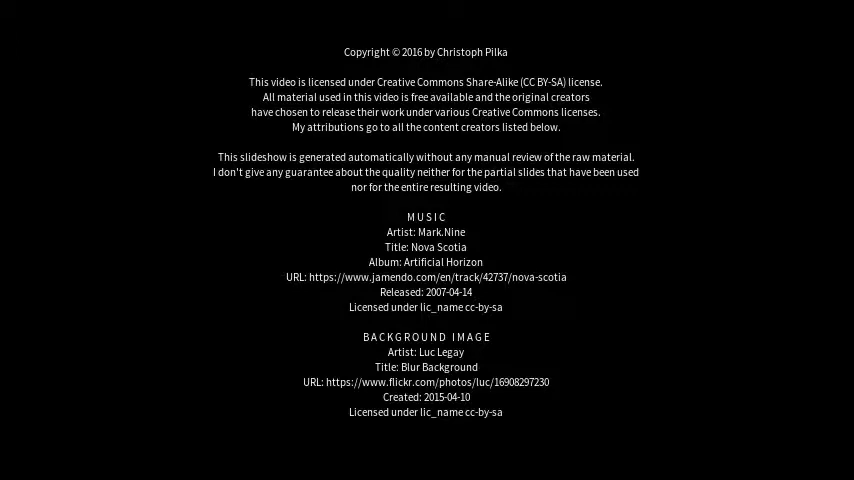 Copyright © 2016 by Christoph Pilka
This video is licensed under Creative Commons Share-Alike (CC BY-SA) license.
All material used in this video is free available and the original creators
have chosen to release their work under various Creative Commons licenses.
My attributions go to all the content creators listed below.
This slideshow is generated automatically without any manual review of the raw material.
I don't give any guarantee about the quality neither for the partial slides that have been used
nor for the entire resulting video.
MUSIC
Artist: Mark.Nine
Title: Nova Scotia
Album: Artificial Horizon
URL: https://www.jamendo.com/en/track/42737/nova-scotia
Released: 2007-04-14
Licensed under lic_name cc-by-sa
BACKGROUND IMAGE
Artist: Luc Legay
Title: Blur Background
URL: https://www.flickr.com/photos/luc/16908297230
Created: 2015-04-10
Licensed under lic_name cc-by-sa